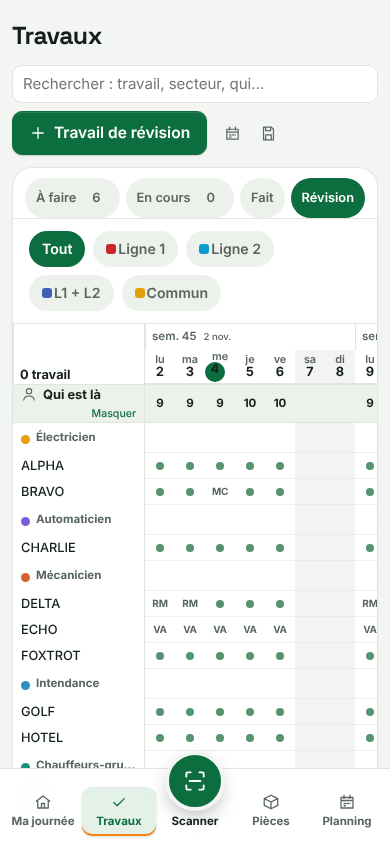 Travaux
Rechercher : travail, secteur, qui...
Travail de révision
À faire 6 En cours 0 Fait Révision
Tout Ligne 1 Ligne 2
L1 + L2 Commun
sem. 45 2 nov.
lu ma me je ve sa di lu
0 travail 2 3 4 5 6 7 8 9
Qui est là 9 9 9 10 10 9
Masquer
Électricien
ALPHA
BRAVO MC
Automaticien
CHARLIE
Mécanicien
DELTA RM RM RM
ECHO VA VA VA VA VA VA
FOXTROT
Intendance
GOLF
HOTEL
Chauffeurs-gru...
Ma journée Travaux Scanner Pièces Planning